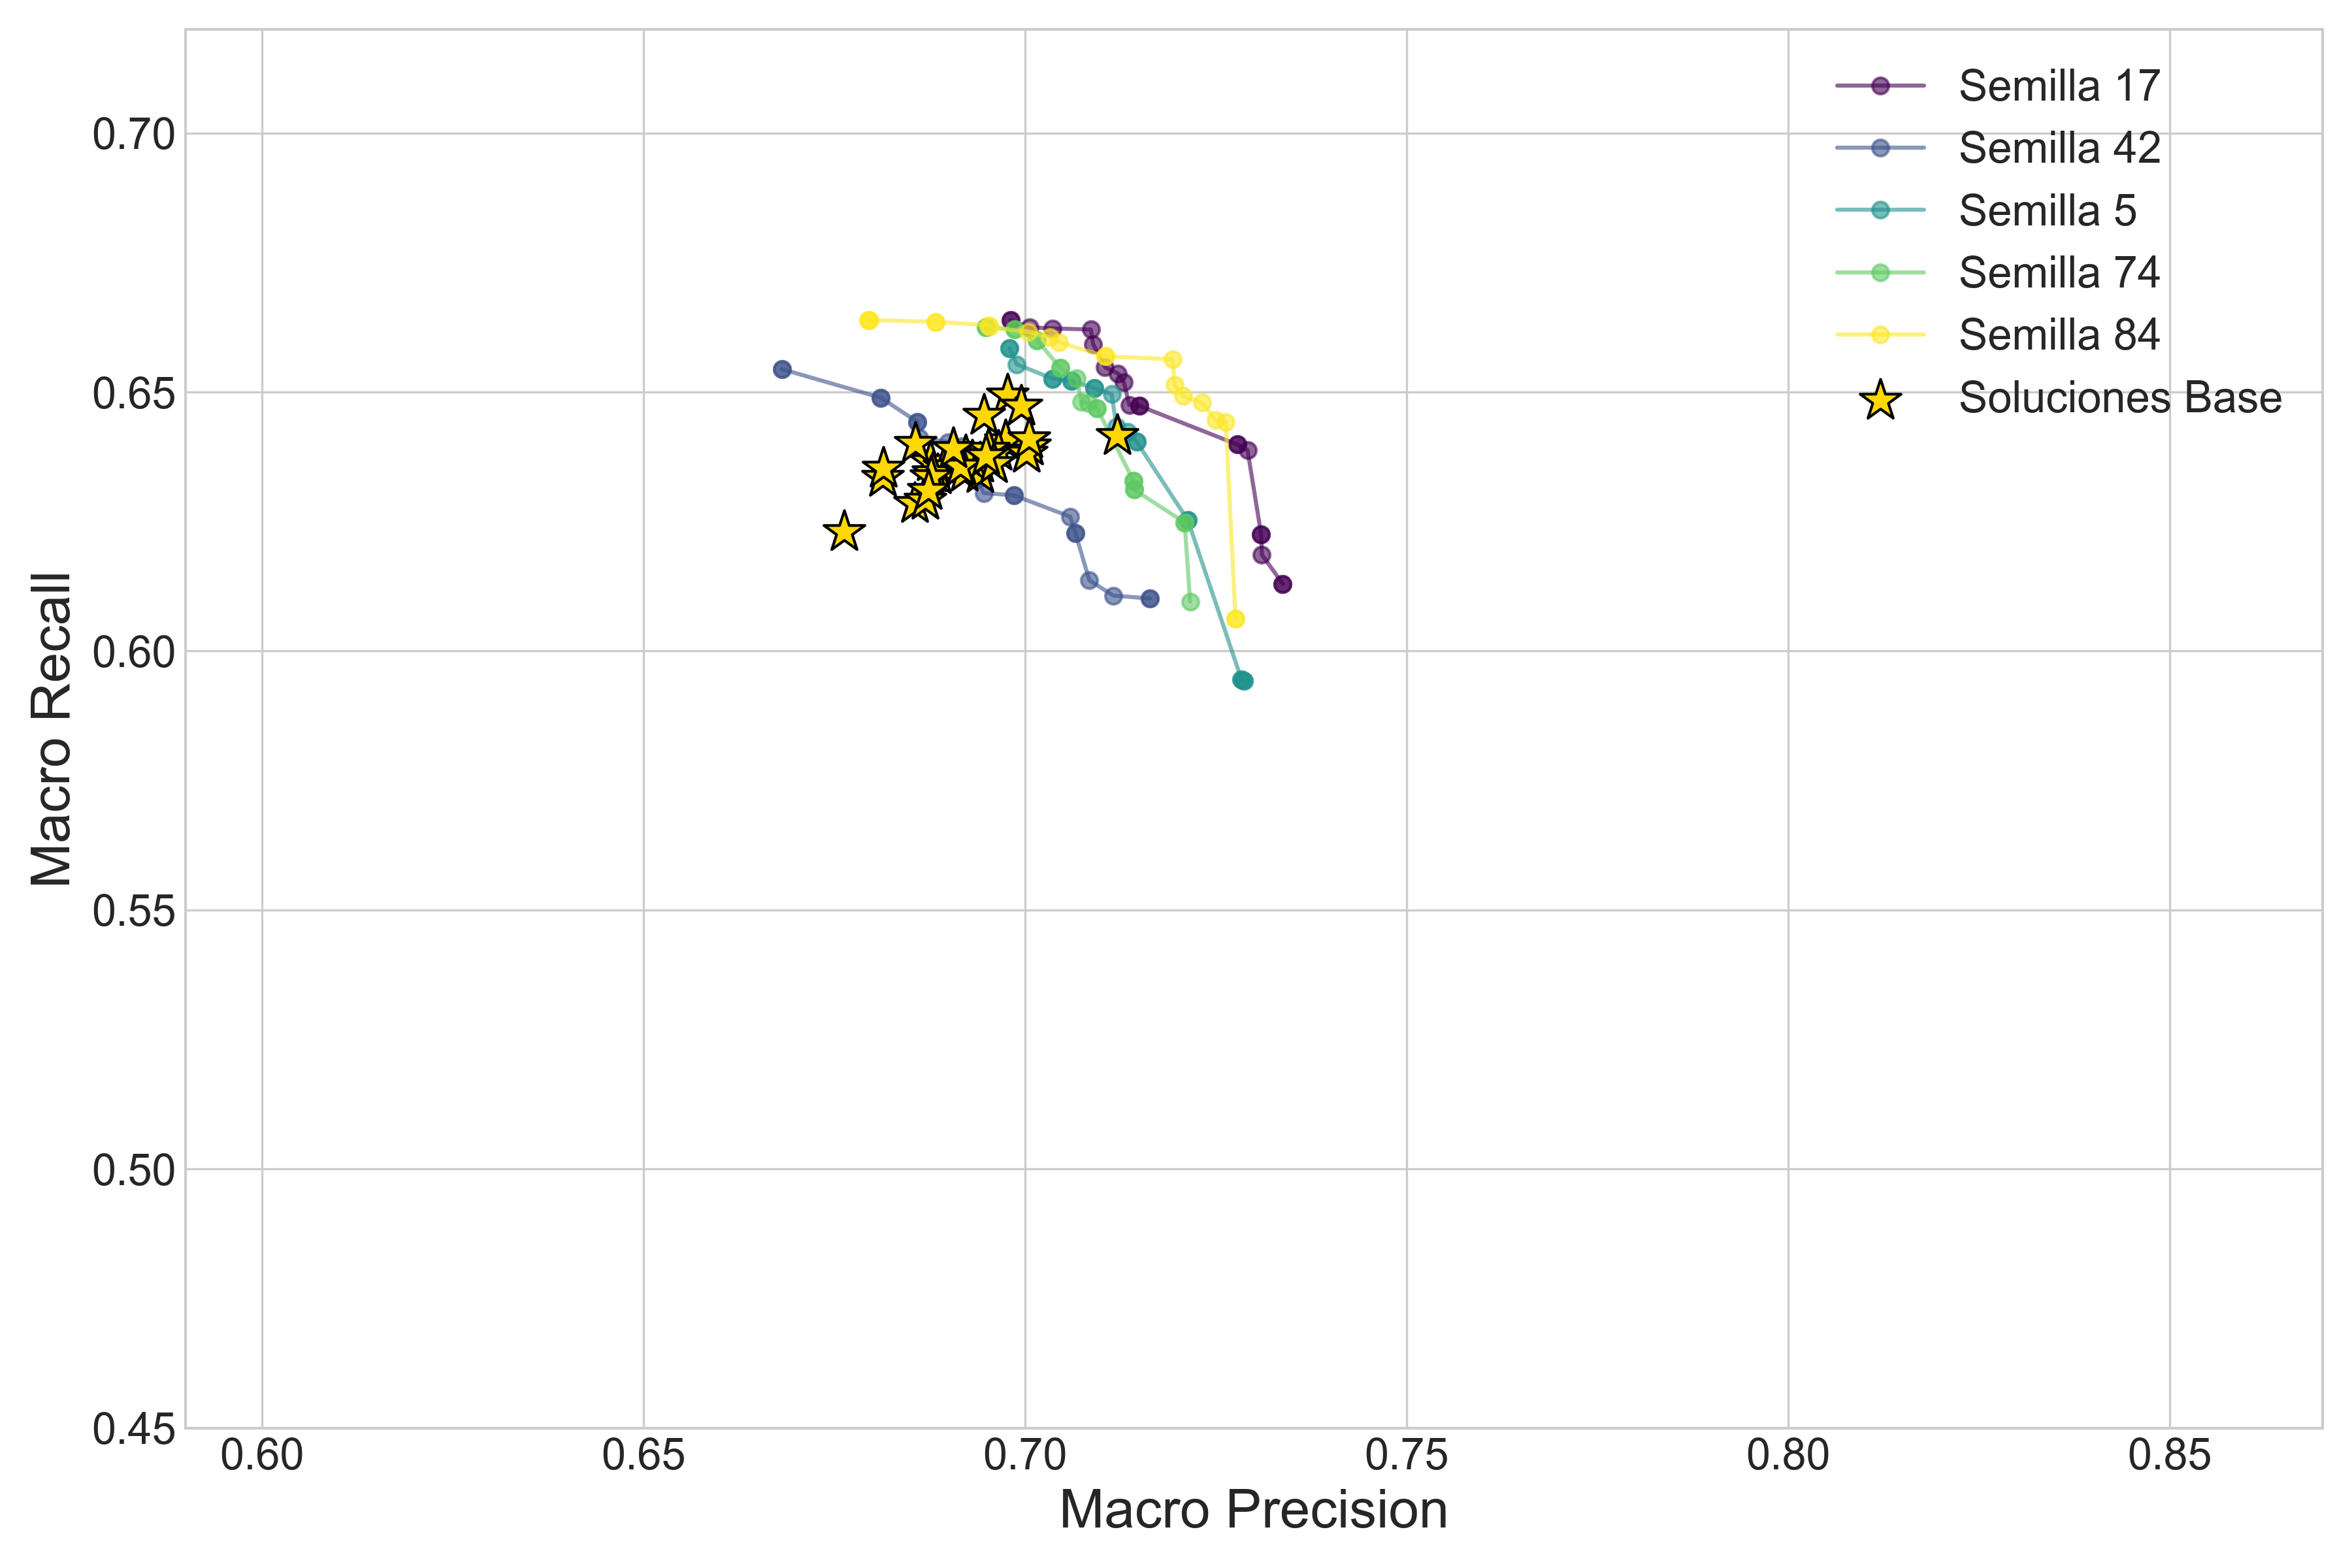 Semilla 17
Semilla 42
Semilla 5
Semilla 74
Semilla 84
Soluciones Base
0.70
0.65
0.60
0.55
0.50
0.45
Macro Recall
0.60 0.65 0.70 0.75 0.80 0.85
Macro Precision